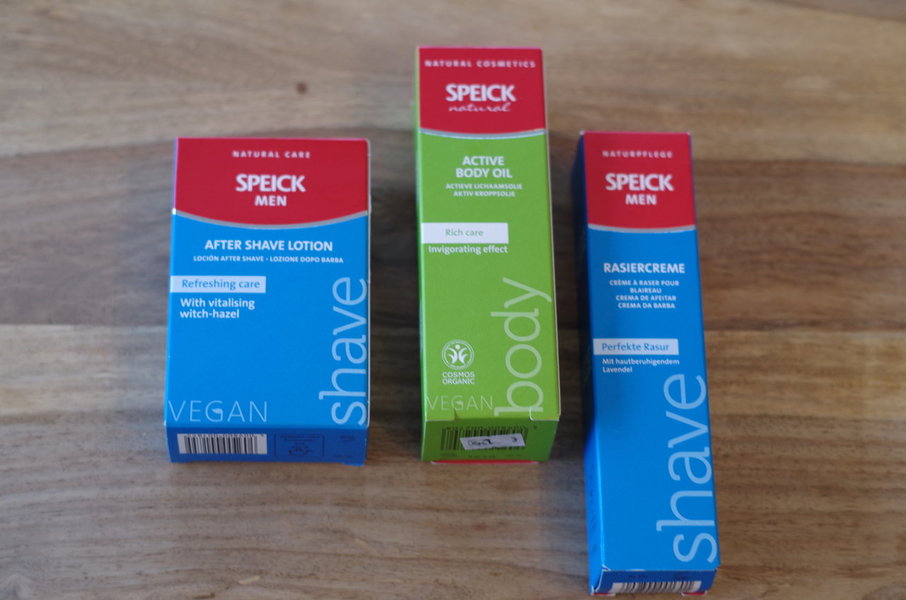 NATURAL CARE
SPEICK
MEN
AFTER SHAVE LOTION
LOCIÓN AFTER SHAVE - LOZIONE DOPO BARBA
Refreshing care
With vitalising
witch-hazel
shave
VEGAN
NATURAL COSMETICS
SPEICK
natural
ACTIVE
BODY OIL
ACTIEVE LICHAAMSOLIE
AKTIV KROPPSOLJE
Rich care
Invigorating effect
body
COSMOS
ORGANIC
VEGAN
NATURPFLEGE
SPEICK
MEN
RASIERCREME
CRÈME À RASER POUR
BLAIREAU
CREMA DE AFEITAR
CREMA DA BARBA
Perfekte Rasur
Mit hautberuhigendem
Lavendel
shave